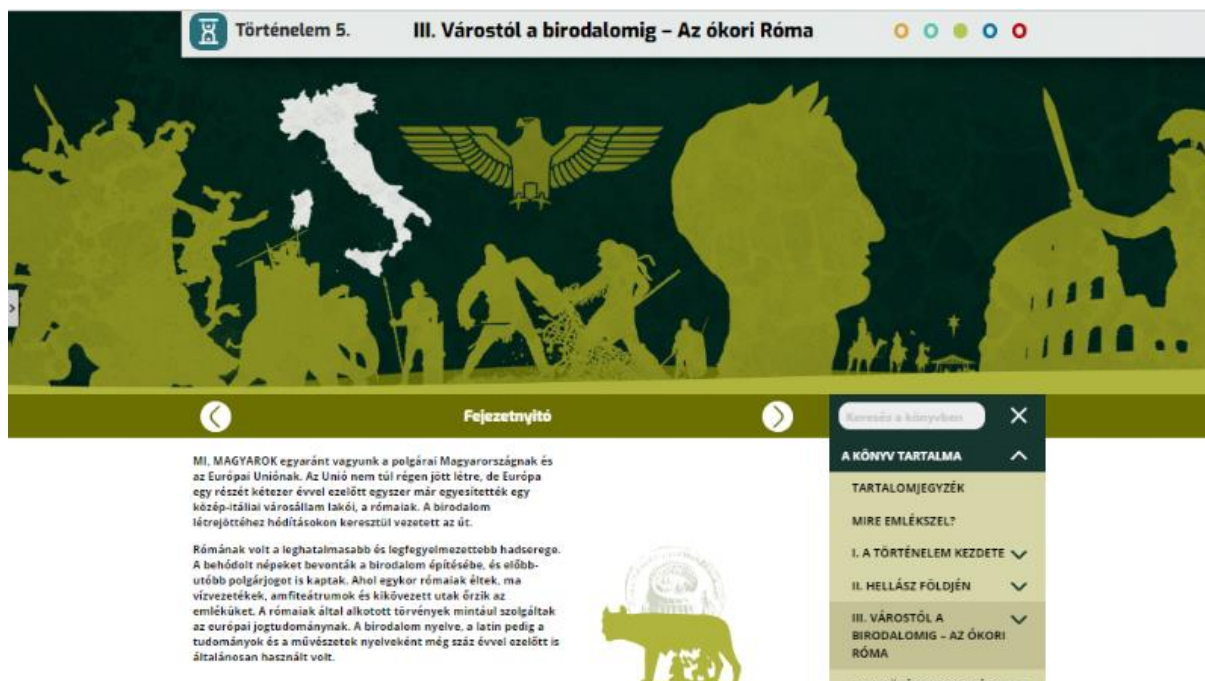 Történelem 5.
III. Várostól a birodalomig – Az ókori Róma
Fejezetnyitó
MI, MAGYAROK egyaránt vagyunk a polgárai Magyarországnak és
az Európai Uniónak. Az Unió nem túl régen jött létre, de Európa
egy részét kétezer évvel ezelőtt egyszer már egyesítették egy
közép-itáliai városállam lakói, a rómaiak. A birodalom
létrejöttéhez hódításokon keresztül vezetett az út.
Rómának volt a leghatalmasabb és legfegyelmezettebb hadserege.
A behódolt népeket bevonták a birodalom építésébe, és előbb-
utóbb polgárjogot is kaptak. Ahol egykor rómaiak éltek, ma
vízvezetékek, amfiteátrumok és kikövezett utak őrzik az
emléküket. A rómaiak által alkotott törvények mintául szolgáltak
az európai jogtudománynak. A birodalom nyelve, a latin pedig a
tudományok és a művészetek nyelveként még száz évvel ezelőtt is
általánosan használt volt.
Keresés a könyvben
A KÖNYV TARTALMA
TARTALOMJEGYZÉK
MIRE EMLÉKSZEL?
I. A TÖRTÉNELEM KEZDETE
II. HELLÁSZ FÖLDJÉN
III. VÁROSTÓL A
BIRODALOMIG – AZ ÓKORI
RÓMA